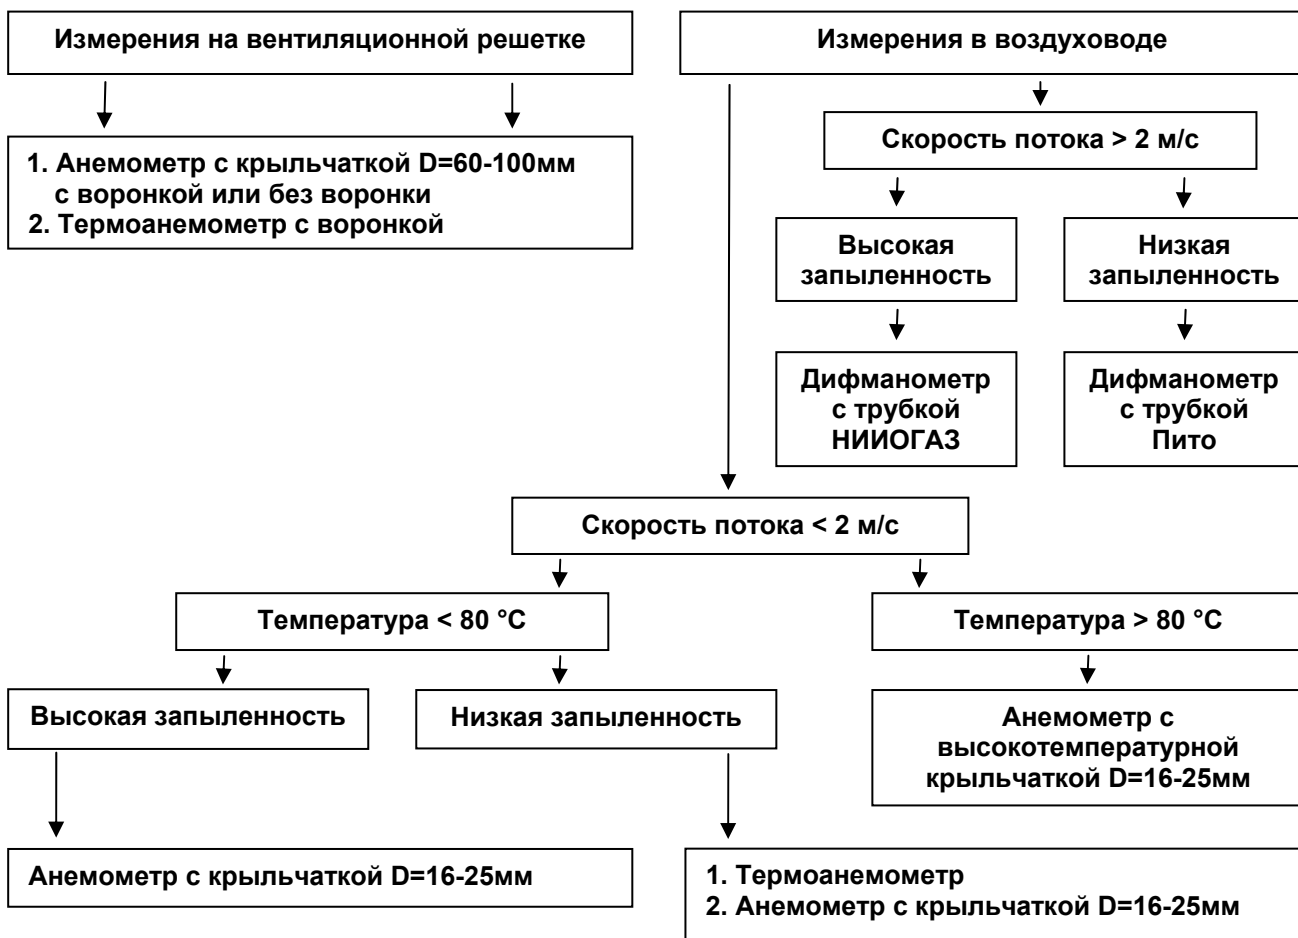 Измерения на вентиляционной решетке
Измерения в воздуховоде
Скорость потока > 2 м/с
1. Анемометр с крыльчаткой D=60-100мм
с воронкой или без воронки
2. Термоанемометр с воронкой
Высокая
запыленность
Низкая
запыленность
Дифманометр
с трубкой
НИИОГАЗ
Дифманометр
с трубкой
Пито
Скорость потока < 2 м/с
Температура < 80 °С
Температура > 80 °С
Высокая запыленность
Низкая запыленность
Анемометр с
высокотемпературной
крыльчаткой D=16-25мм
Анемометр с крыльчаткой D=16-25мм
1. Термоанемометр
2. Анемометр с крыльчаткой D=16-25мм